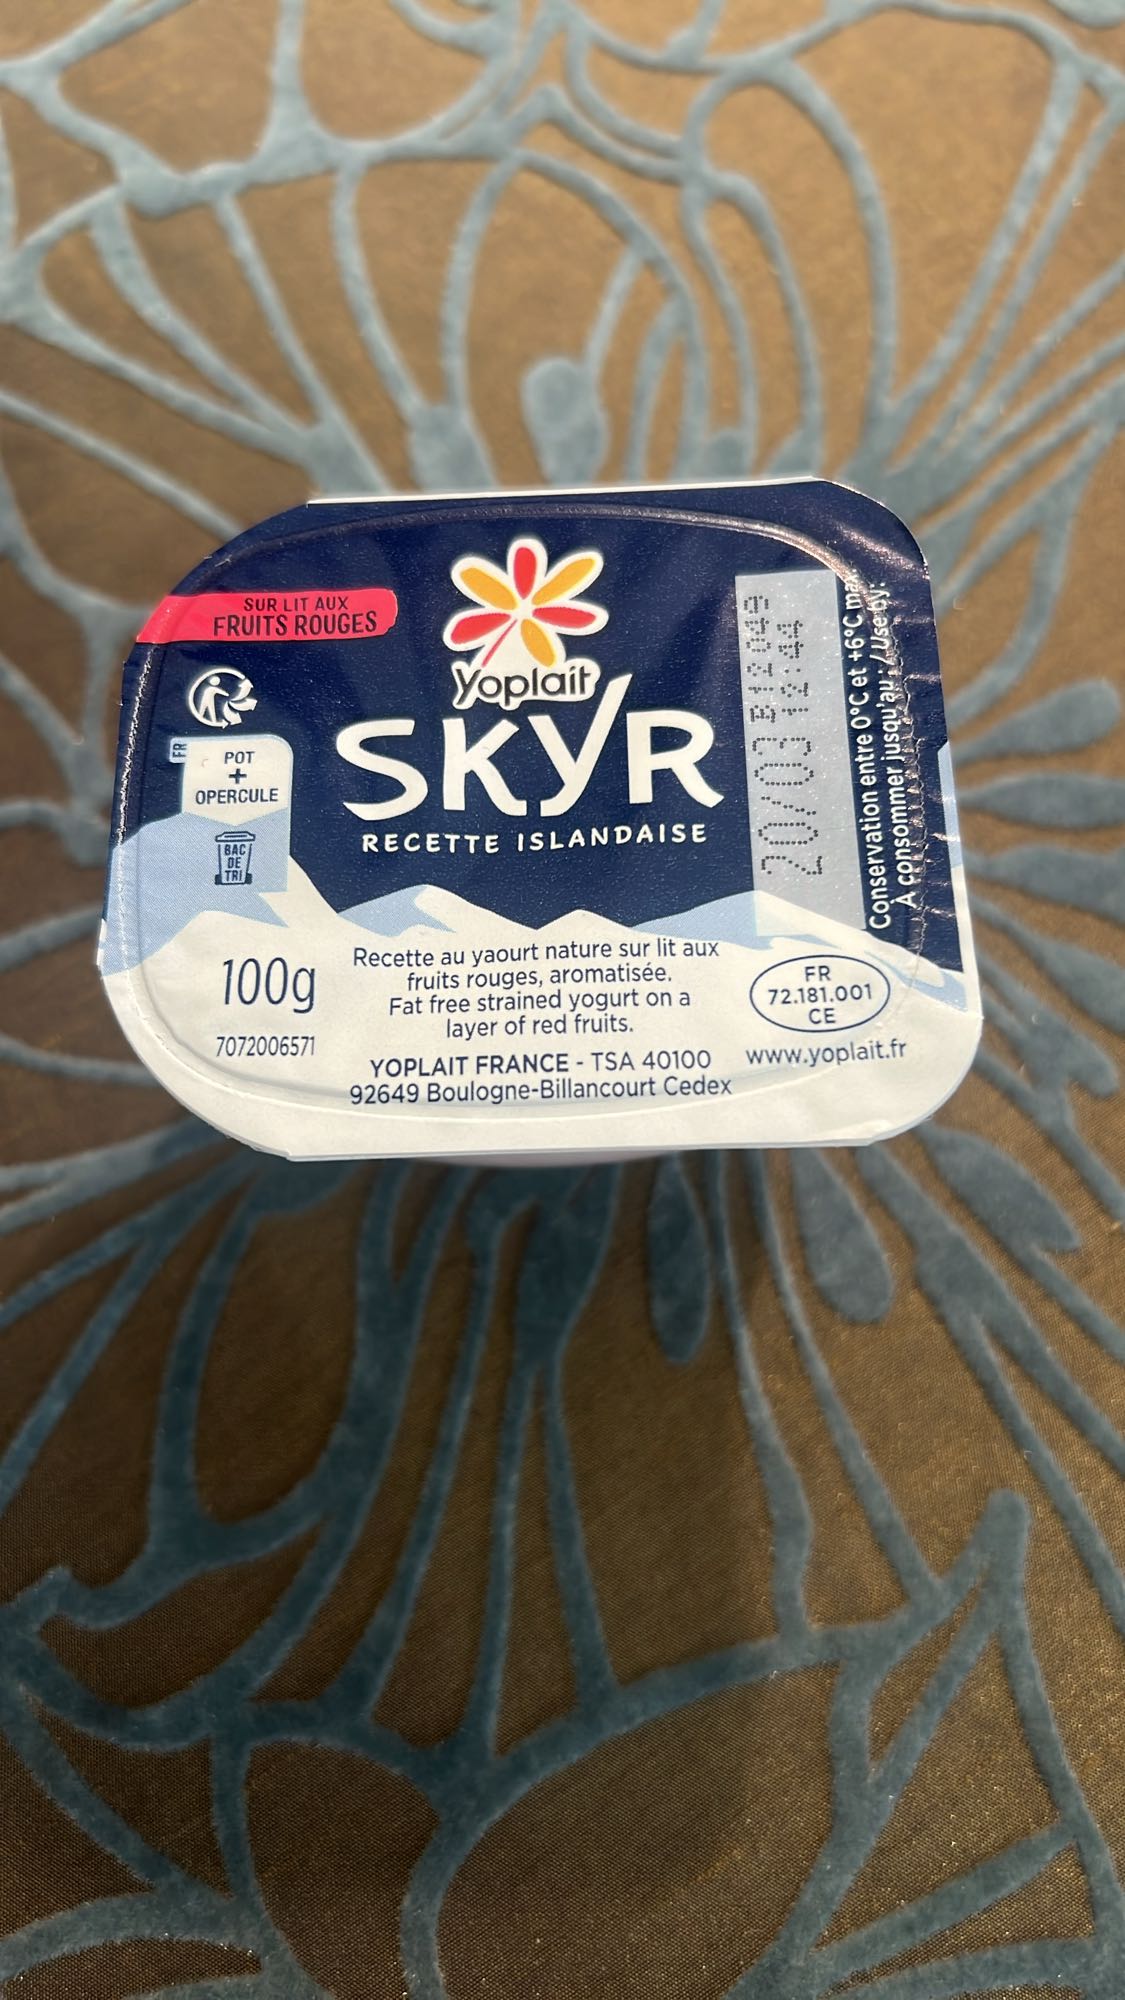 SUR LIT AUX
FRUITS ROUGES
Yoplait
SKYR
RECETTE ISLANDAISE
FR
POT
+
OPERCULE
BAC
DE
TRI
100g
7072006571
Recette au yaourt nature sur lit aux
fruits rouges, aromatisée.
Fat free strained yogurt on a
layer of red fruits.
YOPLAIT FRANCE - TSA 40100
92649 Boulogne-Billancourt Cedex
20/03
12:44
Conservation entre 0°C et +6°C max.
À consommer jusqu'au : / Use by:
FR
72.181.001
CE
www.yoplait.fr